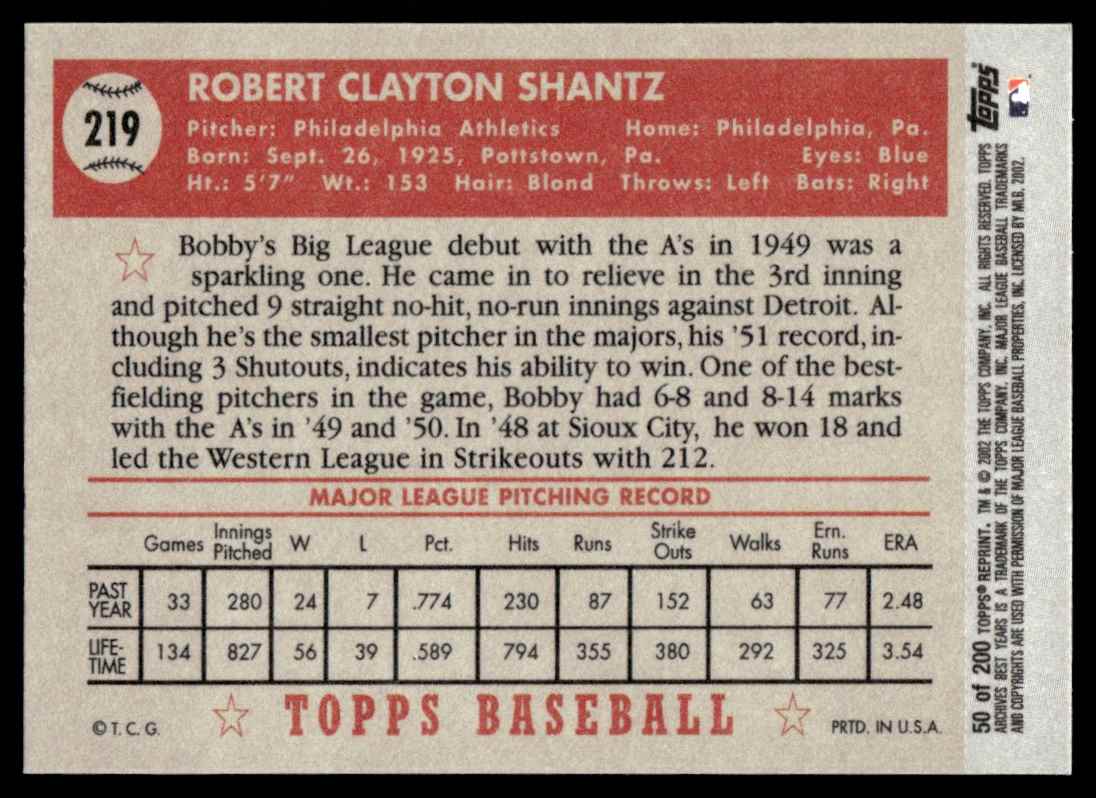 219
ROBERT CLAYTON SHANTZ
Pitcher: Philadelphia Athletics Home: Philadelphia, Pa.
Born: Sept. 26, 1925, Pottstown, Pa. Eyes: Blue
Ht.: 5'7" Wt.: 153 Hair: Blond Throws: Left Bats: Right
Bobby's Big League debut with the A's in 1949 was a
sparkling one. He came in to relieve in the 3rd inning
and pitched 9 straight no-hit, no-run innings against Detroit. Al-
though he's the smallest pitcher in the majors, his '51 record, in-
cluding 3 Shutouts, indicates his ability to win. One of the best-
fielding pitchers in the game, Bobby had 6-8 and 8-14 marks
with the A's in '49 and '50. In '48 at Sioux City, he won 18 and
led the Western League in Strikeouts with 212.
MAJOR LEAGUE PITCHING RECORD
Games Innings Pitched W L Pct. Hits Runs Strike Outs Walks Ern. Runs ERA
PAST YEAR 33 280 24 7 .774 230 87 152 63 77 2.48
LIFE-TIME 134 827 56 39 .589 794 355 380 292 325 3.54
© T. C. G. TOPPS BASEBALL PRTD. IN U.S.A.
Topps
50 of 200 TOPPS® REPRINT. TM & © 2002 THE TOPPS COMPANY, INC. ALL RIGHTS RESERVED. TOPPS
ARCHIVES BEST YEARS IS A TRADEMARK OF THE TOPPS COMPANY, INC. MAJOR LEAGUE BASEBALL TRADEMARKS
AND COPYRIGHTS ARE USED WITH PERMISSION OF MAJOR LEAGUE BASEBALL PROPERTIES, INC. LICENSED BY MLB, 2002.